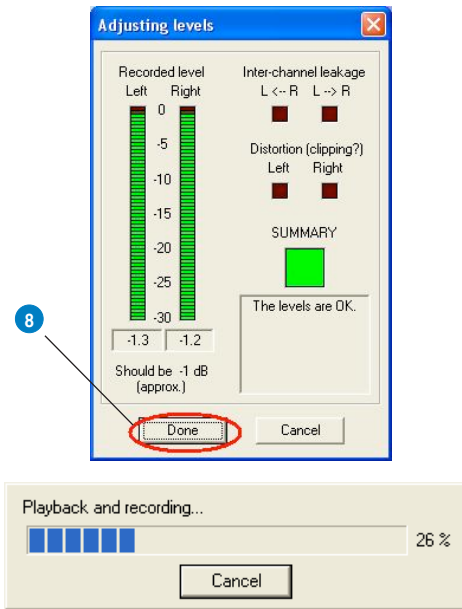 Adjusting levels
Recorded level
Left Right
0
-5
-10
-15
-20
-25
-30
-1.3 -1.2
Should be -1 dB
(approx.)
Inter-channel leakage
L <-- R L --> R
Distortion (clipping?)
Left Right
SUMMARY
The levels are OK.
8
Done Cancel
Playback and recording...
26 %
Cancel